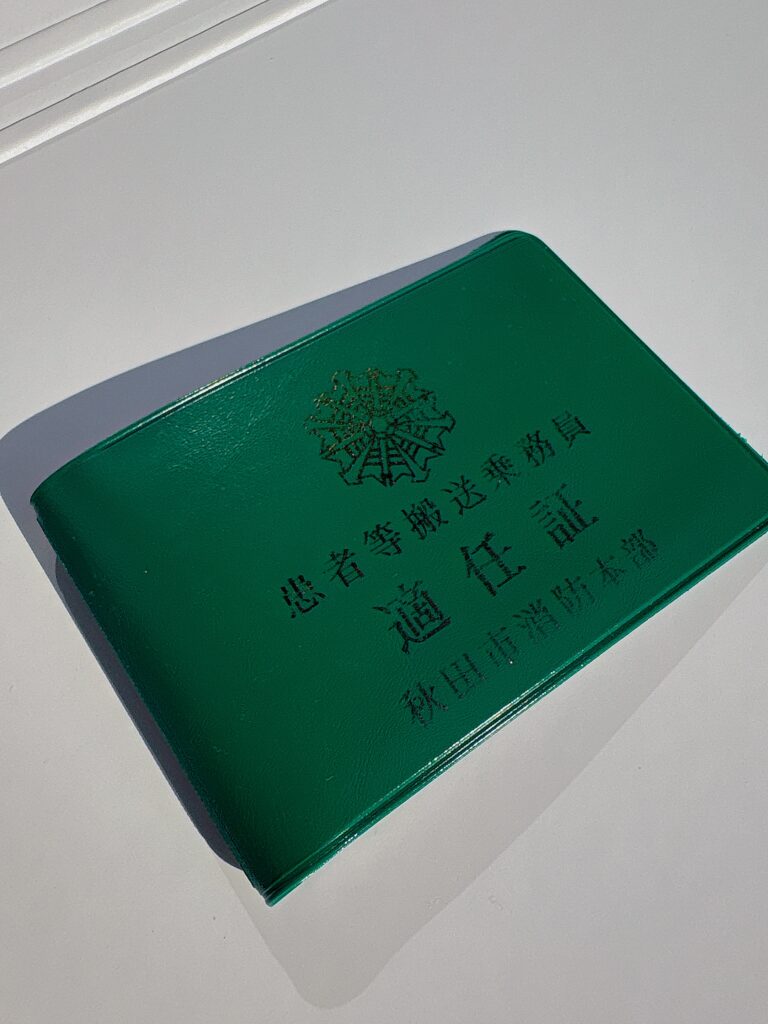 患者等搬送乗務員
適任証
秋田市消防本部